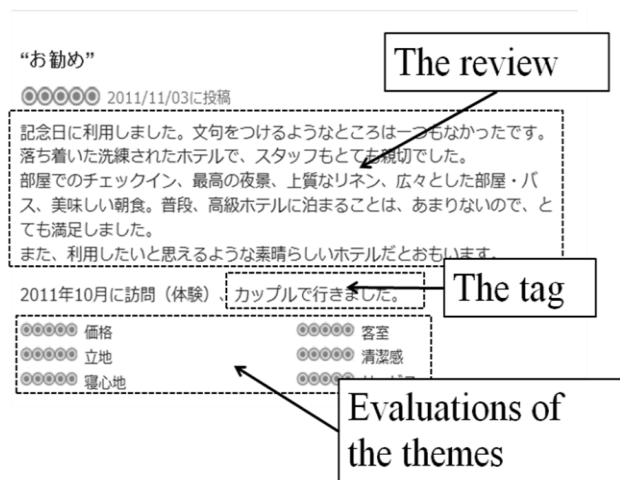 “お勧め”
The review
2011/11/03に投稿
記念日に利用しました。文句をつけるようなところは一つもなかったです。
落ち着いた洗練されたホテルで、スタッフもとても親切でした。
部屋でのチェックイン、最高の夜景、上質なリネン、広々とした部屋・バ
ス、美味しい朝食。普段、高級ホテルに泊まることは、あまりないので、と
ても満足しました。
また、利用したいと思えるような素晴らしいホテルだとおもいます。
The tag
2011年10月に訪問（体験）、カップルで行きました。
価格 客室
立地 清潔感
寝心地
Evaluations of
the themes